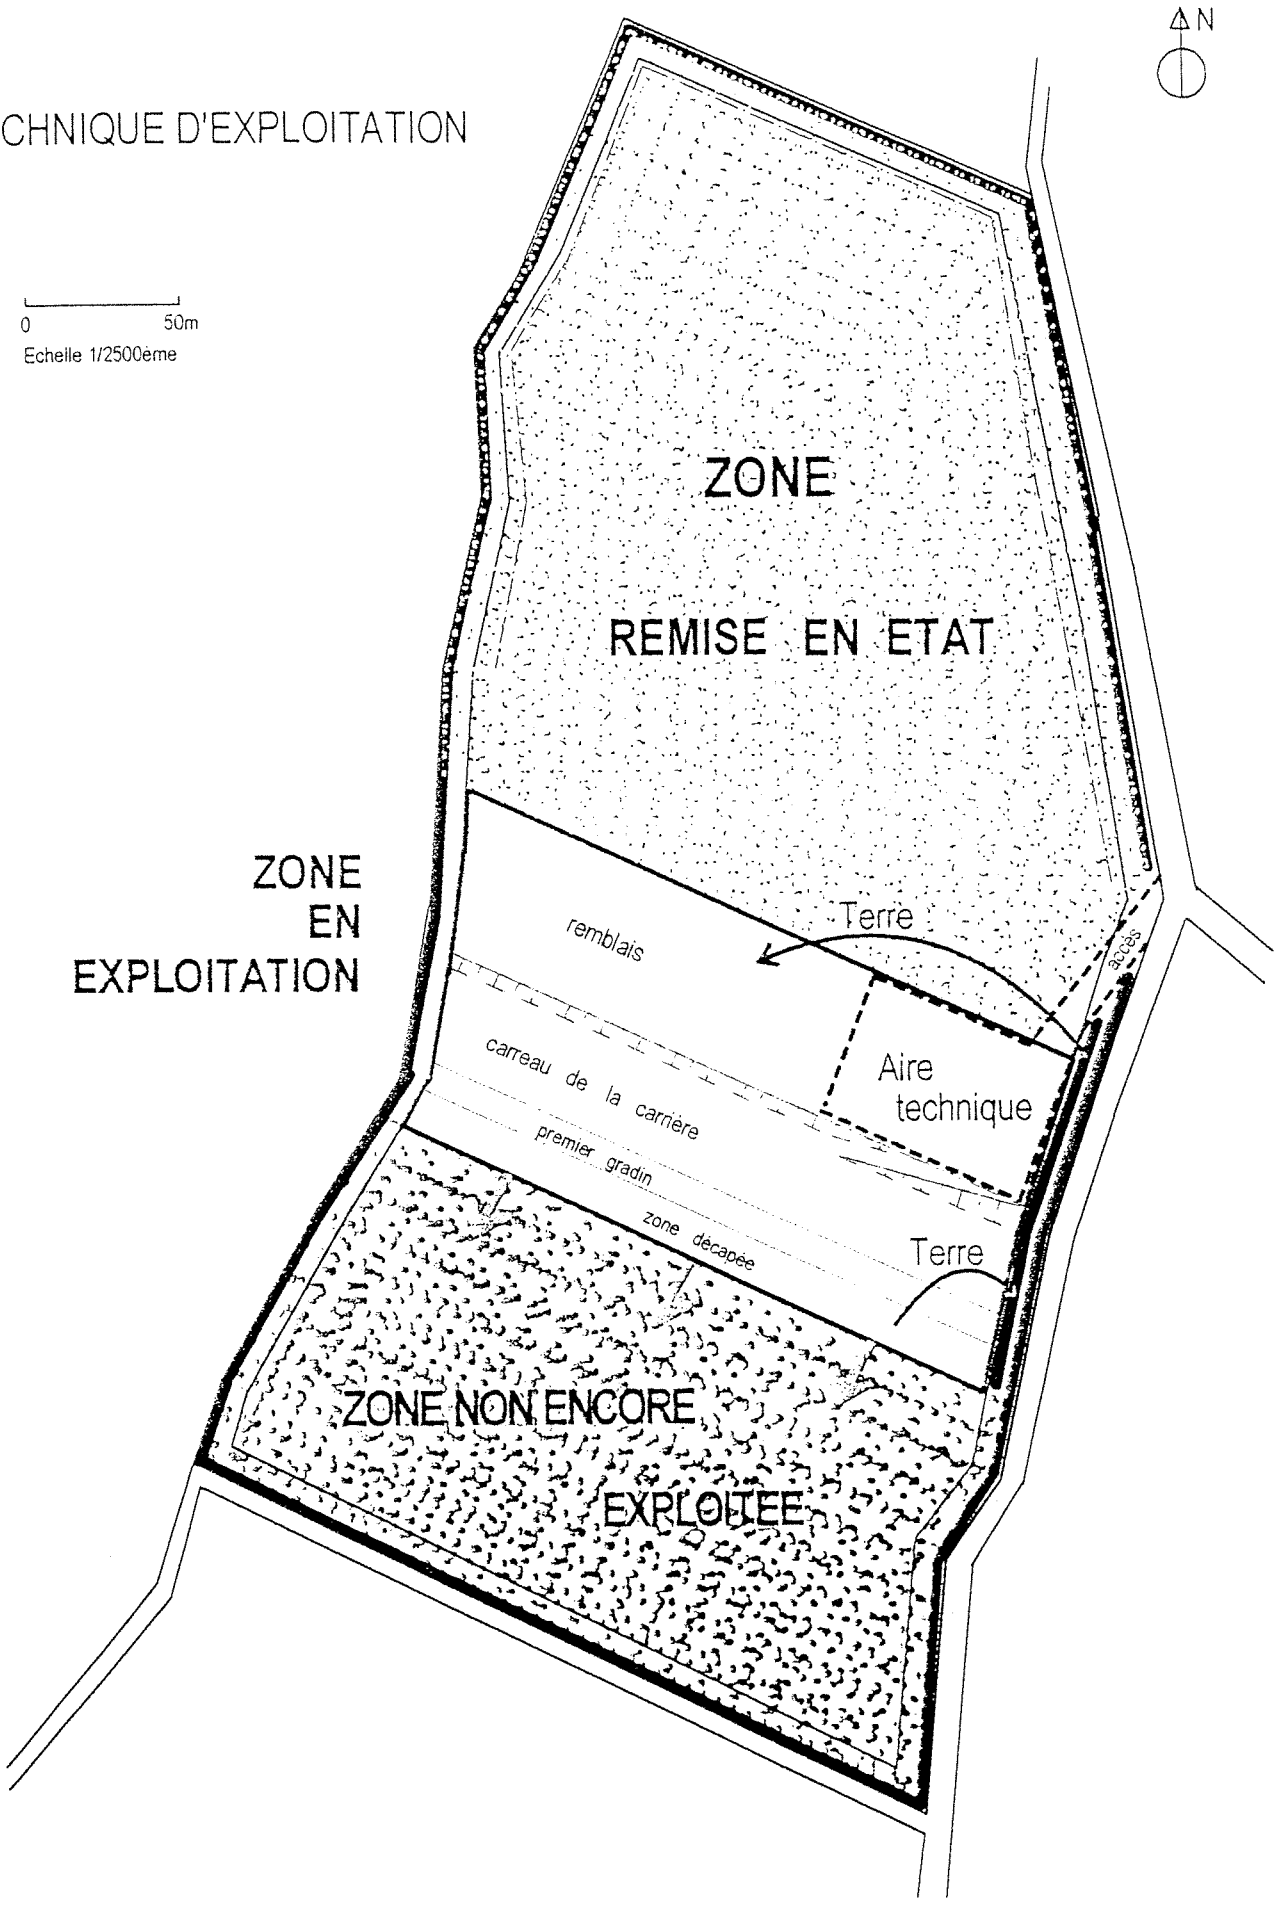 N
CHNIQUE D'EXPLOITATION
0 50m
Echelle 1/2500ème
ZONE
REMISE EN ETAT
ZONE
EN
EXPLOITATION
Terre
remblais
accès
Aire
technique
carreau de la carrière
premier gradin
zone décapée
Terre
ZONE NON ENCORE
EXPLOITEE